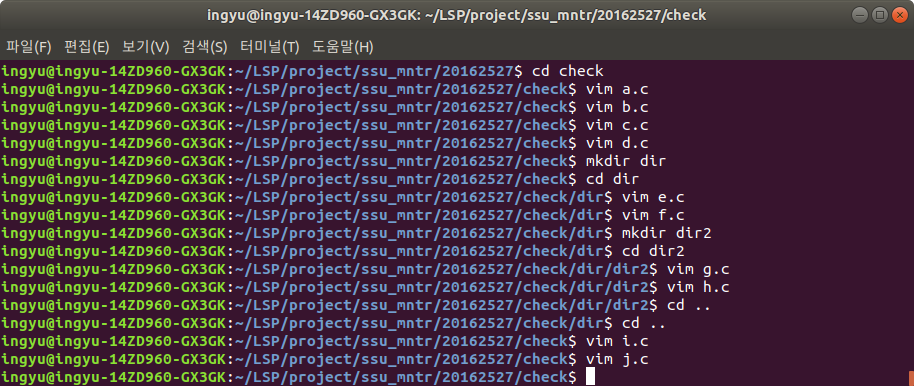 ingyu@ingyu-14ZD960-GX3GK: ~/LSP/project/ssu_mntr/20162527/check
파일(F) 편집(E) 보기(V) 검색(S) 터미널(T) 도움말(H)
ingyu@ingyu-14ZD960-GX3GK:~/LSP/project/ssu_mntr/20162527$ cd check
ingyu@ingyu-14ZD960-GX3GK:~/LSP/project/ssu_mntr/20162527/check$ vim a.c
ingyu@ingyu-14ZD960-GX3GK:~/LSP/project/ssu_mntr/20162527/check$ vim b.c
ingyu@ingyu-14ZD960-GX3GK:~/LSP/project/ssu_mntr/20162527/check$ vim c.c
ingyu@ingyu-14ZD960-GX3GK:~/LSP/project/ssu_mntr/20162527/check$ vim d.c
ingyu@ingyu-14ZD960-GX3GK:~/LSP/project/ssu_mntr/20162527/check$ mkdir dir
ingyu@ingyu-14ZD960-GX3GK:~/LSP/project/ssu_mntr/20162527/check$ cd dir
ingyu@ingyu-14ZD960-GX3GK:~/LSP/project/ssu_mntr/20162527/check/dir$ vim e.c
ingyu@ingyu-14ZD960-GX3GK:~/LSP/project/ssu_mntr/20162527/check/dir$ vim f.c
ingyu@ingyu-14ZD960-GX3GK:~/LSP/project/ssu_mntr/20162527/check/dir$ mkdir dir2
ingyu@ingyu-14ZD960-GX3GK:~/LSP/project/ssu_mntr/20162527/check/dir$ cd dir2
ingyu@ingyu-14ZD960-GX3GK:~/LSP/project/ssu_mntr/20162527/check/dir/dir2$ vim g.c
ingyu@ingyu-14ZD960-GX3GK:~/LSP/project/ssu_mntr/20162527/check/dir/dir2$ vim h.c
ingyu@ingyu-14ZD960-GX3GK:~/LSP/project/ssu_mntr/20162527/check/dir/dir2$ cd ..
ingyu@ingyu-14ZD960-GX3GK:~/LSP/project/ssu_mntr/20162527/check/dir$ cd ..
ingyu@ingyu-14ZD960-GX3GK:~/LSP/project/ssu_mntr/20162527/check$ vim i.c
ingyu@ingyu-14ZD960-GX3GK:~/LSP/project/ssu_mntr/20162527/check$ vim j.c
ingyu@ingyu-14ZD960-GX3GK:~/LSP/project/ssu_mntr/20162527/check$